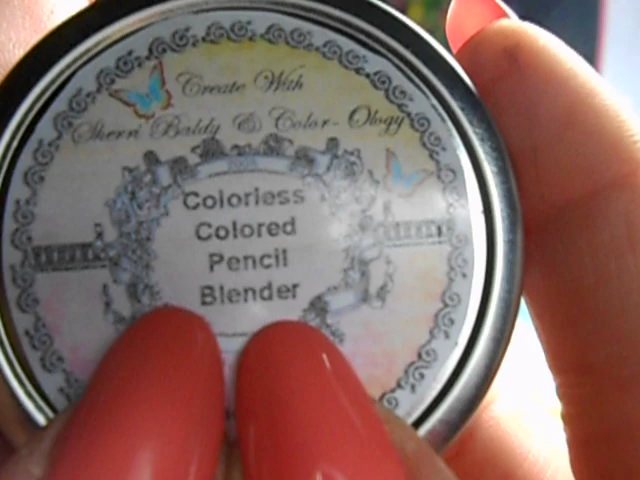 Create With
Sherri Baldy & Color-Ology
Colorless
Colored
Pencil
Blender